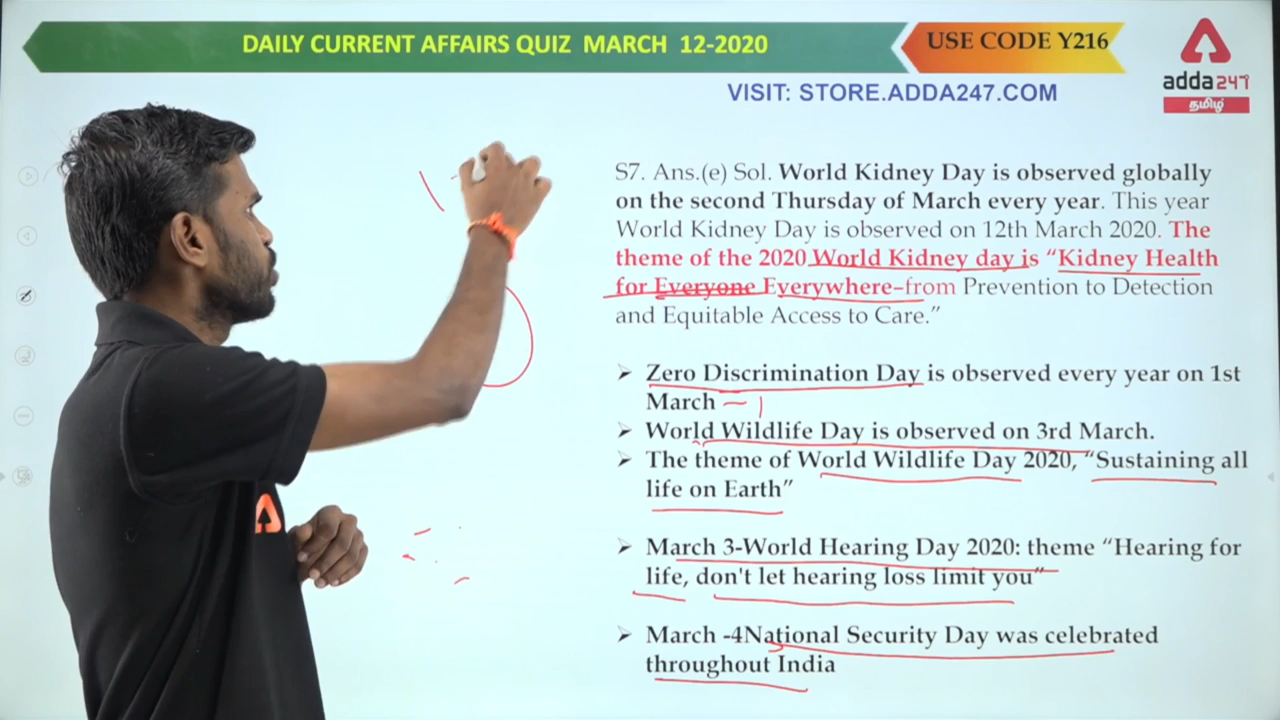 DAILY CURRENT AFFAIRS QUIZ MARCH 12-2020
USE CODE Y216
adda247
தமிழ்
VISIT: STORE.ADDA247.COM
S7. Ans.(e) Sol. World Kidney Day is observed globally
on the second Thursday of March every year. This year
World Kidney Day is observed on 12th March 2020. The
theme of the 2020 World Kidney day is “Kidney Health
for Everyone Everywhere–from Prevention to Detection
and Equitable Access to Care.”
➢ Zero Discrimination Day is observed every year on 1st
March
➢ World Wildlife Day is observed on 3rd March.
➢ The theme of World Wildlife Day 2020, “Sustaining all
life on Earth”
➢ March 3-World Hearing Day 2020: theme “Hearing for
life, don't let hearing loss limit you”
➢ March -4National Security Day was celebrated
throughout India